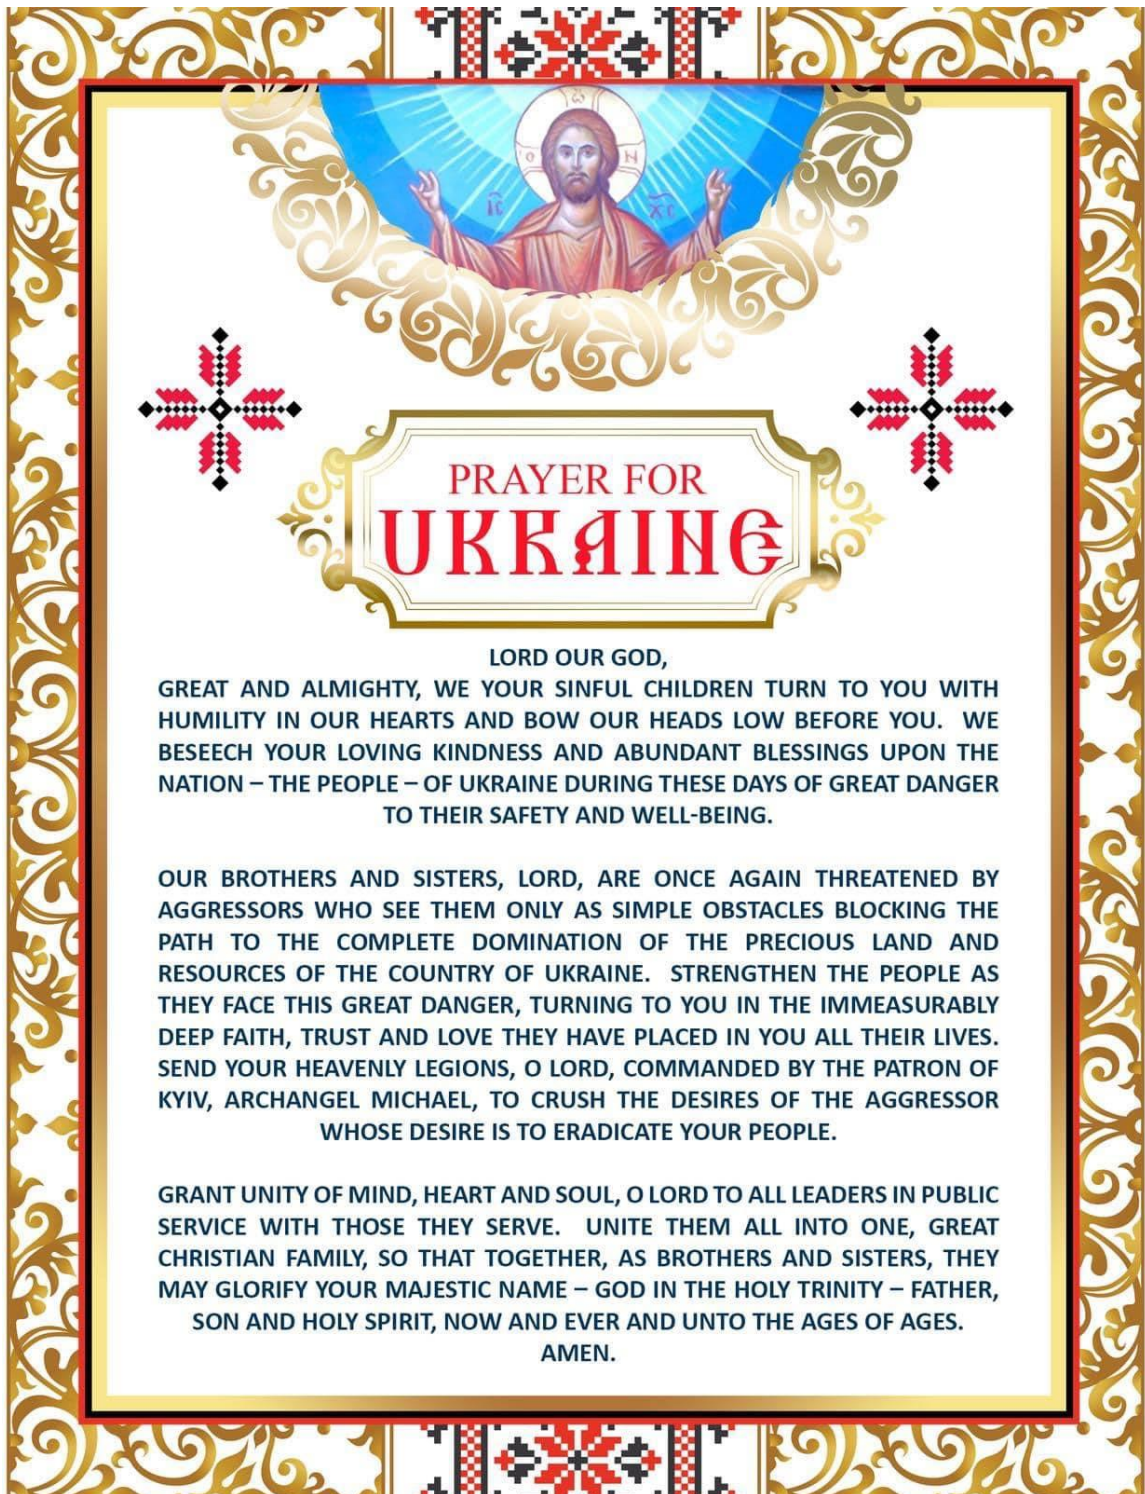 Ο Ѡ Ν
ІС ХС
PRAYER FOR
UKRAINE
LORD OUR GOD,
GREAT AND ALMIGHTY, WE YOUR SINFUL CHILDREN TURN TO YOU WITH
HUMILITY IN OUR HEARTS AND BOW OUR HEADS LOW BEFORE YOU. WE
BESEECH YOUR LOVING KINDNESS AND ABUNDANT BLESSINGS UPON THE
NATION – THE PEOPLE – OF UKRAINE DURING THESE DAYS OF GREAT DANGER
TO THEIR SAFETY AND WELL-BEING.
OUR BROTHERS AND SISTERS, LORD, ARE ONCE AGAIN THREATENED BY
AGGRESSORS WHO SEE THEM ONLY AS SIMPLE OBSTACLES BLOCKING THE
PATH TO THE COMPLETE DOMINATION OF THE PRECIOUS LAND AND
RESOURCES OF THE COUNTRY OF UKRAINE. STRENGTHEN THE PEOPLE AS
THEY FACE THIS GREAT DANGER, TURNING TO YOU IN THE IMMEASURABLY
DEEP FAITH, TRUST AND LOVE THEY HAVE PLACED IN YOU ALL THEIR LIVES.
SEND YOUR HEAVENLY LEGIONS, O LORD, COMMANDED BY THE PATRON OF
KYIV, ARCHANGEL MICHAEL, TO CRUSH THE DESIRES OF THE AGGRESSOR
WHOSE DESIRE IS TO ERADICATE YOUR PEOPLE.
GRANT UNITY OF MIND, HEART AND SOUL, O LORD TO ALL LEADERS IN PUBLIC
SERVICE WITH THOSE THEY SERVE. UNITE THEM ALL INTO ONE, GREAT
CHRISTIAN FAMILY, SO THAT TOGETHER, AS BROTHERS AND SISTERS, THEY
MAY GLORIFY YOUR MAJESTIC NAME – GOD IN THE HOLY TRINITY – FATHER,
SON AND HOLY SPIRIT, NOW AND EVER AND UNTO THE AGES OF AGES.
AMEN.